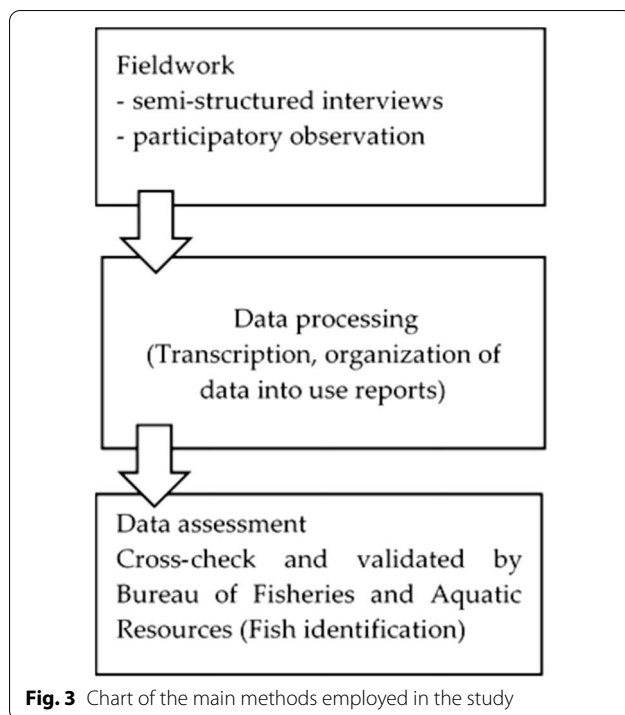 Fieldwork
- semi-structured interviews
- participatory observation
Data processing
(Transcription, organization of
data into use reports)
Data assessment
Cross-check and validated by
Bureau of Fisheries and Aquatic
Resources (Fish identification)
Fig. 3 Chart of the main methods employed in the study